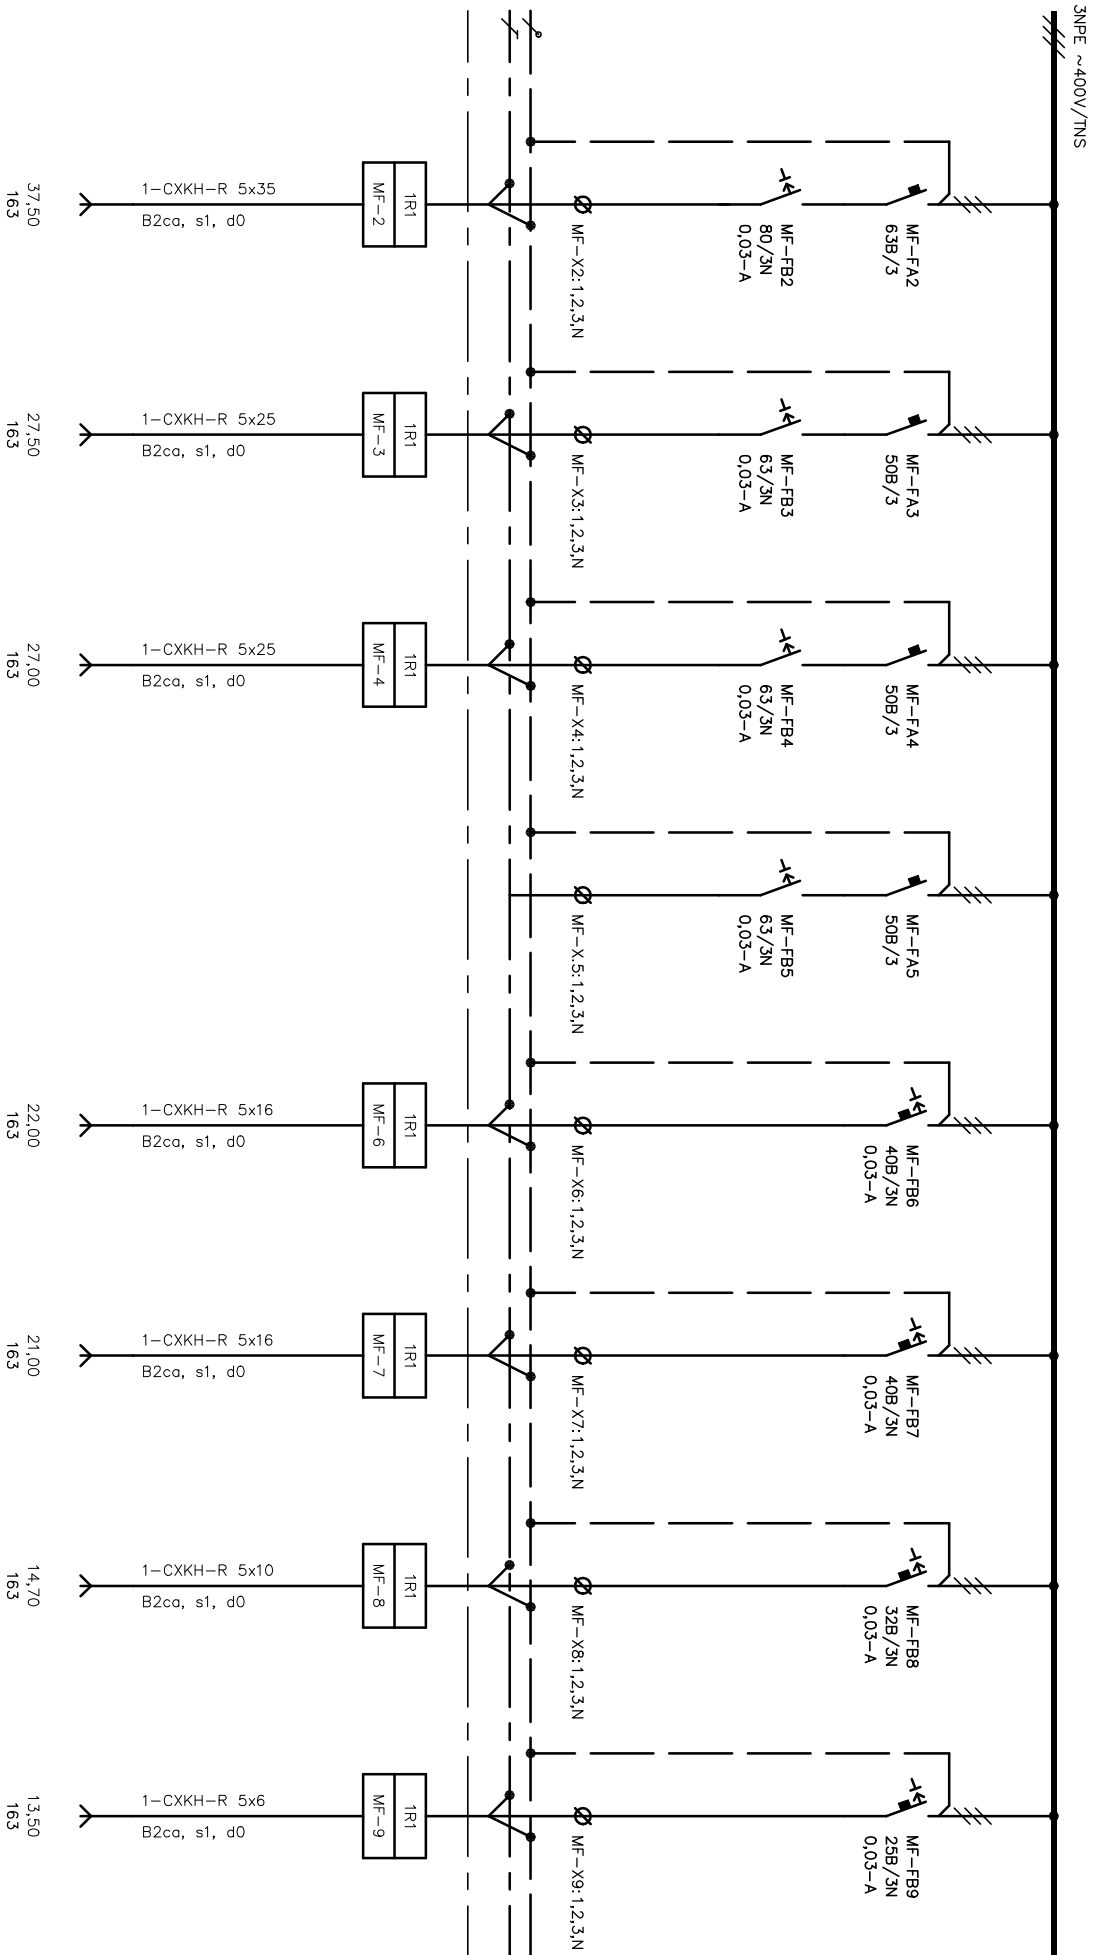 3NPE ~400V/TNS
MF-FA2
63B/3
MF-FB2
80/3N
0,03-A
MF-X2:1,2,3,N
1R1
MF-2
1-CXKH-R 5x35
B2ca, s1, d0
37,50
163
MF-FA3
50B/3
MF-FB3
63/3N
0,03-A
MF-X3:1,2,3,N
1R1
MF-3
1-CXKH-R 5x25
B2ca, s1, d0
27,50
163
MF-FA4
50B/3
MF-FB4
63/3N
0,03-A
MF-X4:1,2,3,N
1R1
MF-4
1-CXKH-R 5x25
B2ca, s1, d0
27,00
163
MF-FA5
50B/3
MF-FB5
63/3N
0,03-A
MF-X.5:1,2,3,N
MF-FB6
40B/3N
0,03-A
MF-X6:1,2,3,N
1R1
MF-6
1-CXKH-R 5x16
B2ca, s1, d0
22,00
163
MF-FB7
40B/3N
0,03-A
MF-X7:1,2,3,N
1R1
MF-7
1-CXKH-R 5x16
B2ca, s1, d0
21,00
163
MF-FB8
32B/3N
0,03-A
MF-X8:1,2,3,N
1R1
MF-8
1-CXKH-R 5x10
B2ca, s1, d0
14,70
163
MF-FB9
25B/3N
0,03-A
MF-X9:1,2,3,N
1R1
MF-9
1-CXKH-R 5x6
B2ca, s1, d0
13,50
163